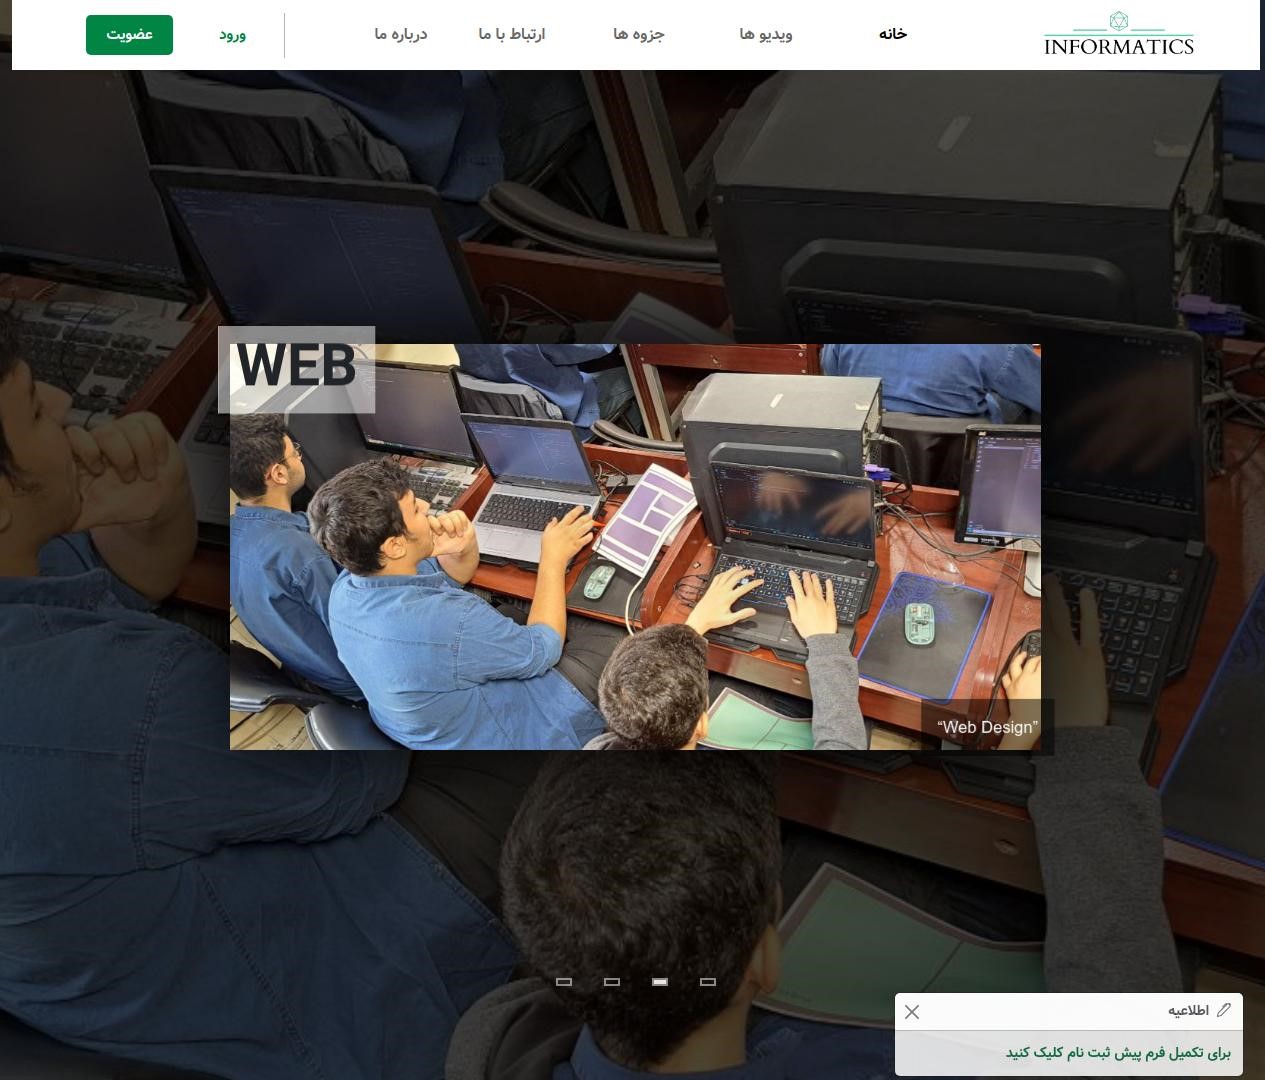 INFORMATICS
خانه
ویدیو ها
جزوه ها
ارتباط با ما
درباره ما
ورود
عضویت
WEB
“Web Design”
اطلاعیه
برای تکمیل فرم پیش ثبت نام کلیک کنید